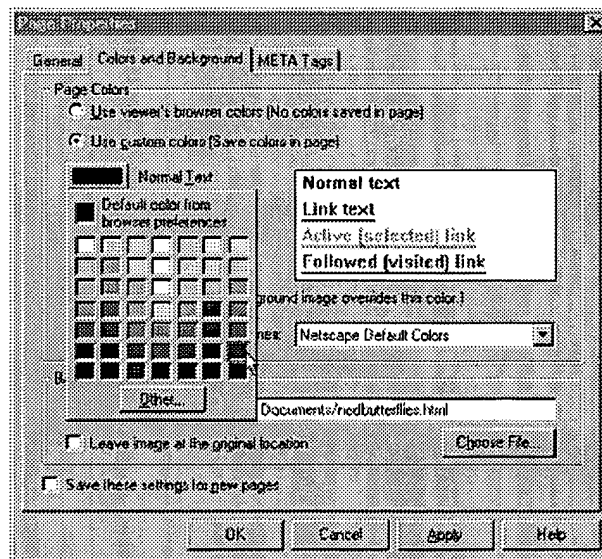 Page Properties
General Colors and Background META Tags
Page Colors
Use viewer's browser colors (No colors saved in page)
Use custom colors (Save colors in page)
Normal Text
Default color from
browser preferences
Normal text
Link text
Active (selected) link
Followed (visited) link
ground image overrides this color.)
mes: Netscape Default Colors
Other...
Documents/redbutterflies.html
Leave image at the original location
Choose File...
Save these settings for new pages
OK Cancel Apply Help